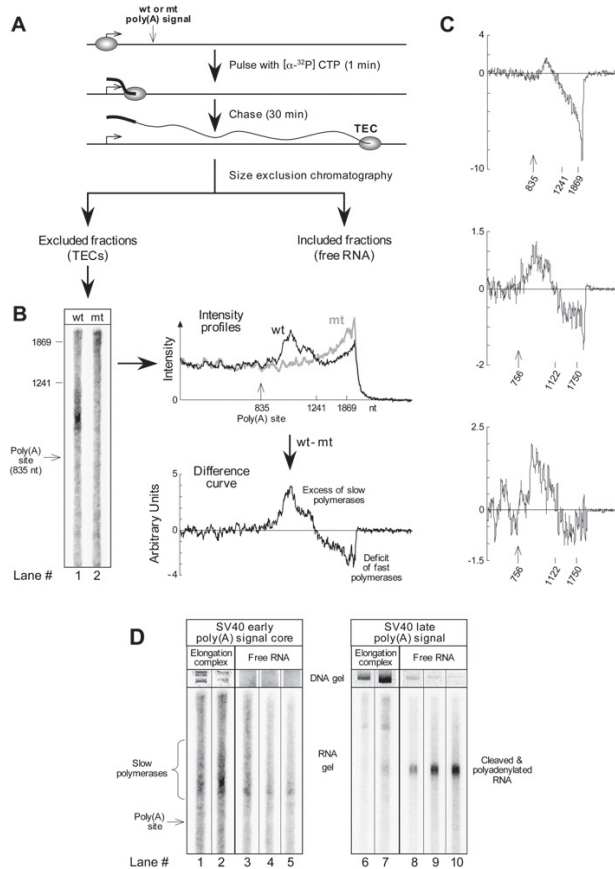 A
wt or mt
poly(A) signal
Pulse with [α-³²P] CTP (1 min)
Chase (30 min)
TEC
Size exclusion chromatography
Excluded fractions
(TECs)
Included fractions
(free RNA)
B
wt mt
1869
1241
Poly(A)
site
(835 nt)
Lane # 1 2
Intensity
profiles
wt
mt
Intensity
0
835 1241 1869 nt
Poly(A) site
wt-mt
Difference
curve
Arbitrary Units
5
0
-4
Excess of slow
polymerases
Deficit
of fast
polymerases
C
4
0
-10
835 1241 1869
1.5
0
-2
756 1122 1750
2.5
0
-1.5
756 1122 1750
D
SV40 early
poly(A) signal core
Elongation
complex
Free RNA
SV40 late
poly(A) signal
Elongation
complex
Free RNA
DNA gel
RNA
gel
Slow
polymerases
Poly(A)
site
Cleaved &
polyadenylated
RNA
Lane # 1 2 3 4 5 6 7 8 9 10